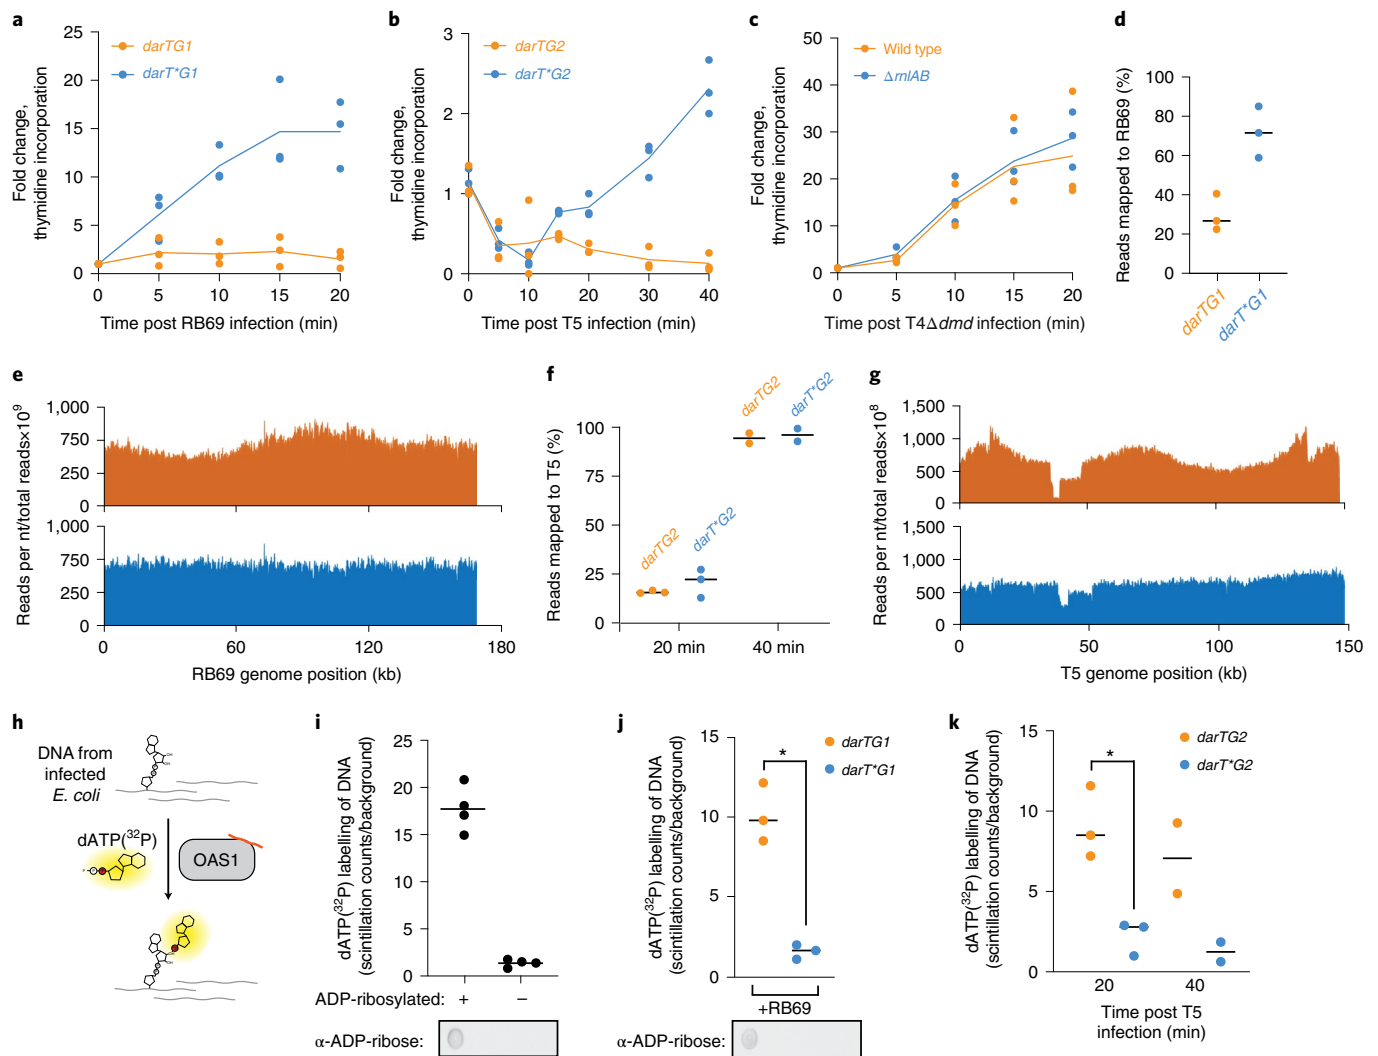 a
Fold change,
thymidine incorporation
25
20
15
10
5
0
darTG1
darT*G1
0 5 10 15 20
Time post RB69 infection (min)
b
Fold change,
thymidine incorporation
3
2
1
0
darTG2
darT*G2
0 10 20 30 40
Time post T5 infection (min)
c
Fold change,
thymidine incorporation
50
40
30
20
10
0
Wild type
ΔrnlAB
0 5 10 15 20
Time post T4Δdmd infection (min)
d
Reads mapped to RB69 (%)
100
80
60
40
20
0
darTG1
darT*G1
e
Reads per nt/total reads×10⁹
1,000
750
250
0
1,000
750
250
0
0 60 120 180
RB69 genome position (kb)
f
Reads mapped to T5 (%)
100
75
50
25
0
darTG2
darT*G2
darTG2
darT*G2
20 min 40 min
g
Reads per nt/total reads×10⁸
1,500
1,000
500
0
1,500
1,000
500
0
0 50 100 150
T5 genome position (kb)
h
DNA from
infected
E. coli
dATP(³²P)
OAS1
i
dATP(³²P) labelling of DNA
(scintillation counts/background)
25
20
15
10
5
0
ADP-ribosylated: + −
α-ADP-ribose:
j
dATP(³²P) labelling of DNA
(scintillation counts/background)
15
10
5
0
*
darTG1
darT*G1
+RB69
α-ADP-ribose:
k
dATP(³²P) labelling of DNA
(scintillation counts/background)
15
10
5
0
*
darTG2
darT*G2
20 40
Time post T5
infection (min)